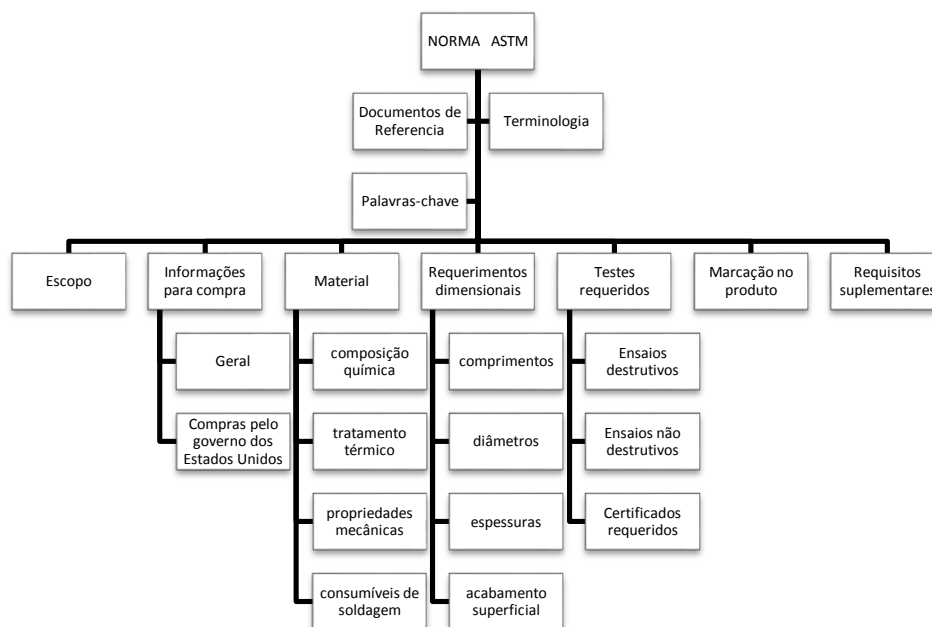 NORMA ASTM
Documentos de
Referencia
Terminologia
Palavras-chave
Escopo
Informações
para compra
Material
Requerimentos
dimensionais
Testes
requeridos
Marcação no
produto
Requisitos
suplementares
Geral
Compras pelo
governo dos
Estados Unidos
composição
química
tratamento
térmico
propriedades
mecânicas
consumíveis de
soldagem
comprimentos
diâmetros
espessuras
acabamento
superficial
Ensaios
destrutivos
Ensaios não
destrutivos
Certificados
requeridos